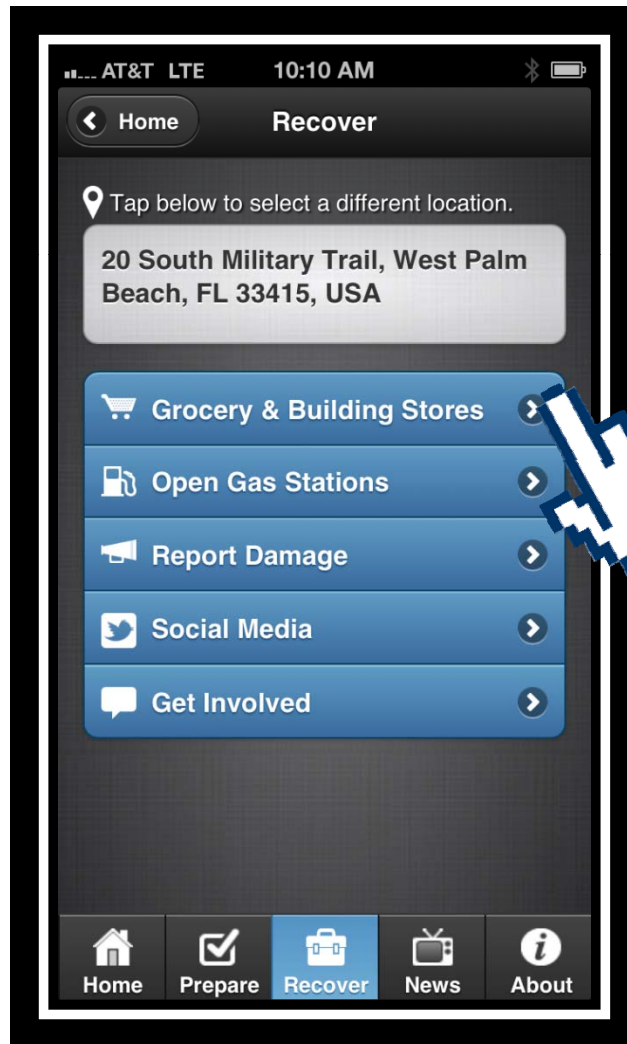 AT&T LTE 10:10 AM
Home Recover
Tap below to select a different location.
20 South Military Trail, West Palm
Beach, FL 33415, USA
Grocery & Building Stores
Open Gas Stations
Report Damage
Social Media
Get Involved
Home Prepare Recover News About